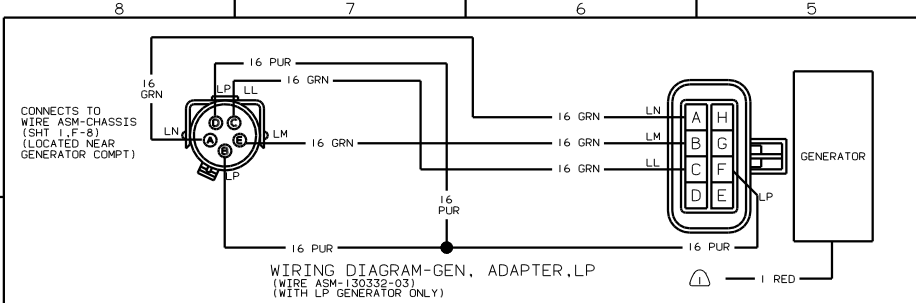 8 7 6 5
16 PUR
LP LL
16 GRN
16
GRN
CONNECTS TO
WIRE ASM-CHASSIS
(SHT 1,F-8)
(LOCATED NEAR
GENERATOR COMPT)
D C
LN A E LM
B
LP
16 GRN
16 GRN LN A H
16 GRN LM B G
16 GRN LL C F
D E
LP
GENERATOR
16
PUR
16 PUR
16 PUR
WIRING DIAGRAM-GEN, ADAPTER,LP
(WIRE ASM-130332-03)
(WITH LP GENERATOR ONLY)
1
1 RED